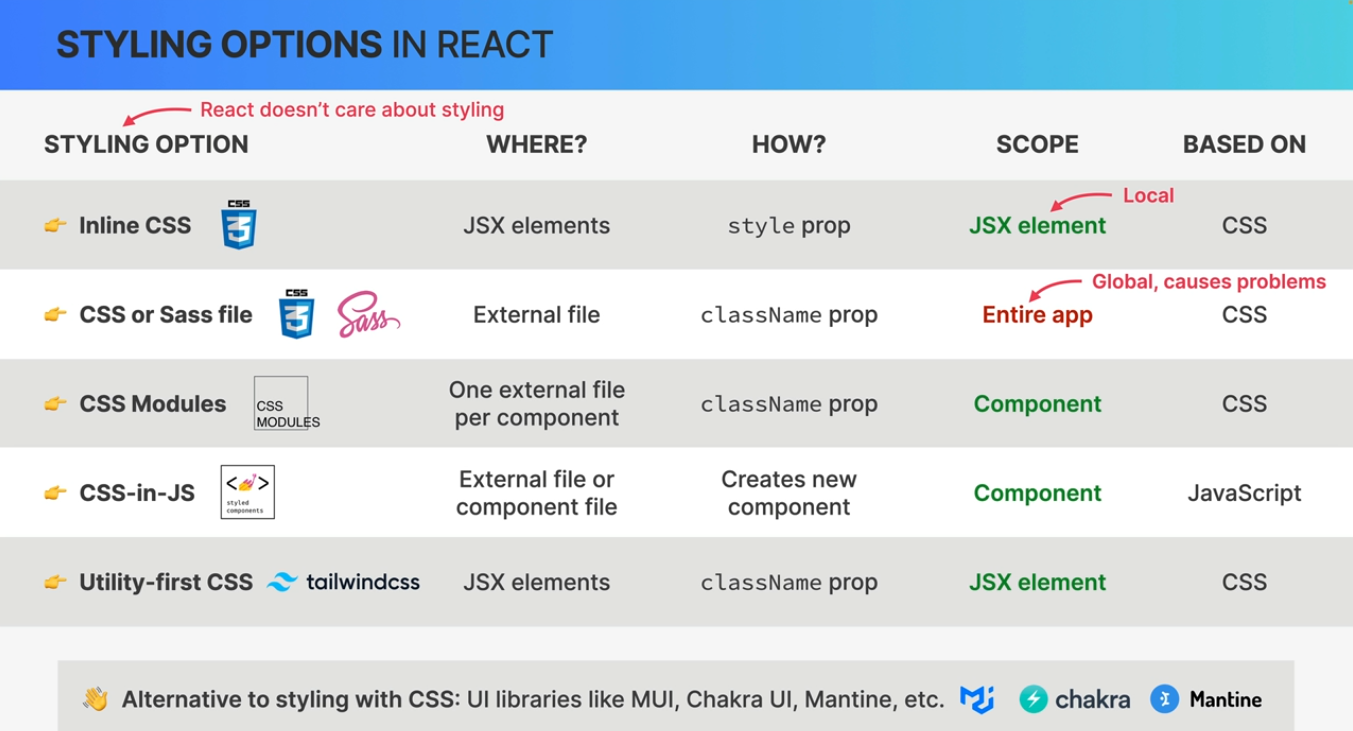 STYLING OPTIONS IN REACT
React doesn't care about styling
STYLING OPTION WHERE? HOW? SCOPE BASED ON
Local
Inline CSS CSS 3 JSX elements style prop JSX element CSS
Global, causes problems
CSS or Sass file CSS 3 Sass External file className prop Entire app CSS
CSS Modules CSS MODULES One external file per component className prop Component CSS
CSS-in-JS <> styled components External file or component file Creates new component Component JavaScript
Utility-first CSS tailwindcss JSX elements className prop JSX element CSS
Alternative to styling with CSS: UI libraries like MUI, Chakra UI, Mantine, etc. chakra Mantine